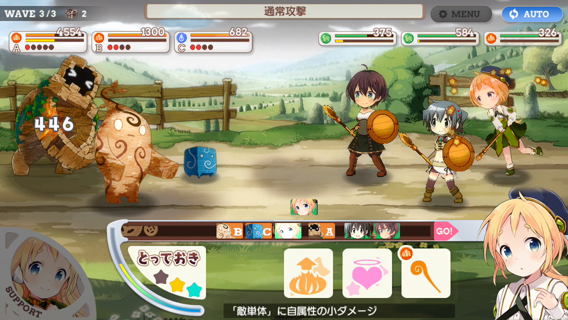 WAVE 3/3 2
通常攻撃
MENU
AUTO
A 4554
B 1300
C 682
375
584
326
446
B C A GO!
とっておき
SUPPORT
「敵単体」に自属性の小ダメージ